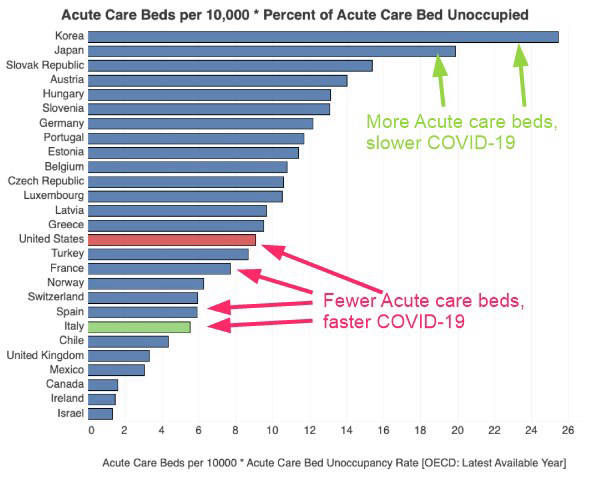 Acute Care Beds per 10,000 * Percent of Acute Care Bed Unoccupied
Korea
Japan
Slovak Republic
Austria
Hungary
Slovenia
Germany
Portugal
Estonia
Belgium
Czech Republic
Luxembourg
Latvia
Greece
United States
Turkey
France
Norway
Switzerland
Spain
Italy
Chile
United Kingdom
Mexico
Canada
Ireland
Israel
More Acute care beds,
slower COVID-19
Fewer Acute care beds,
faster COVID-19
0 2 4 6 8 10 12 14 16 18 20 22 24 26
Acute Care Beds per 10000 * Acute Care Bed Unoccupancy Rate [OECD: Latest Available Year]